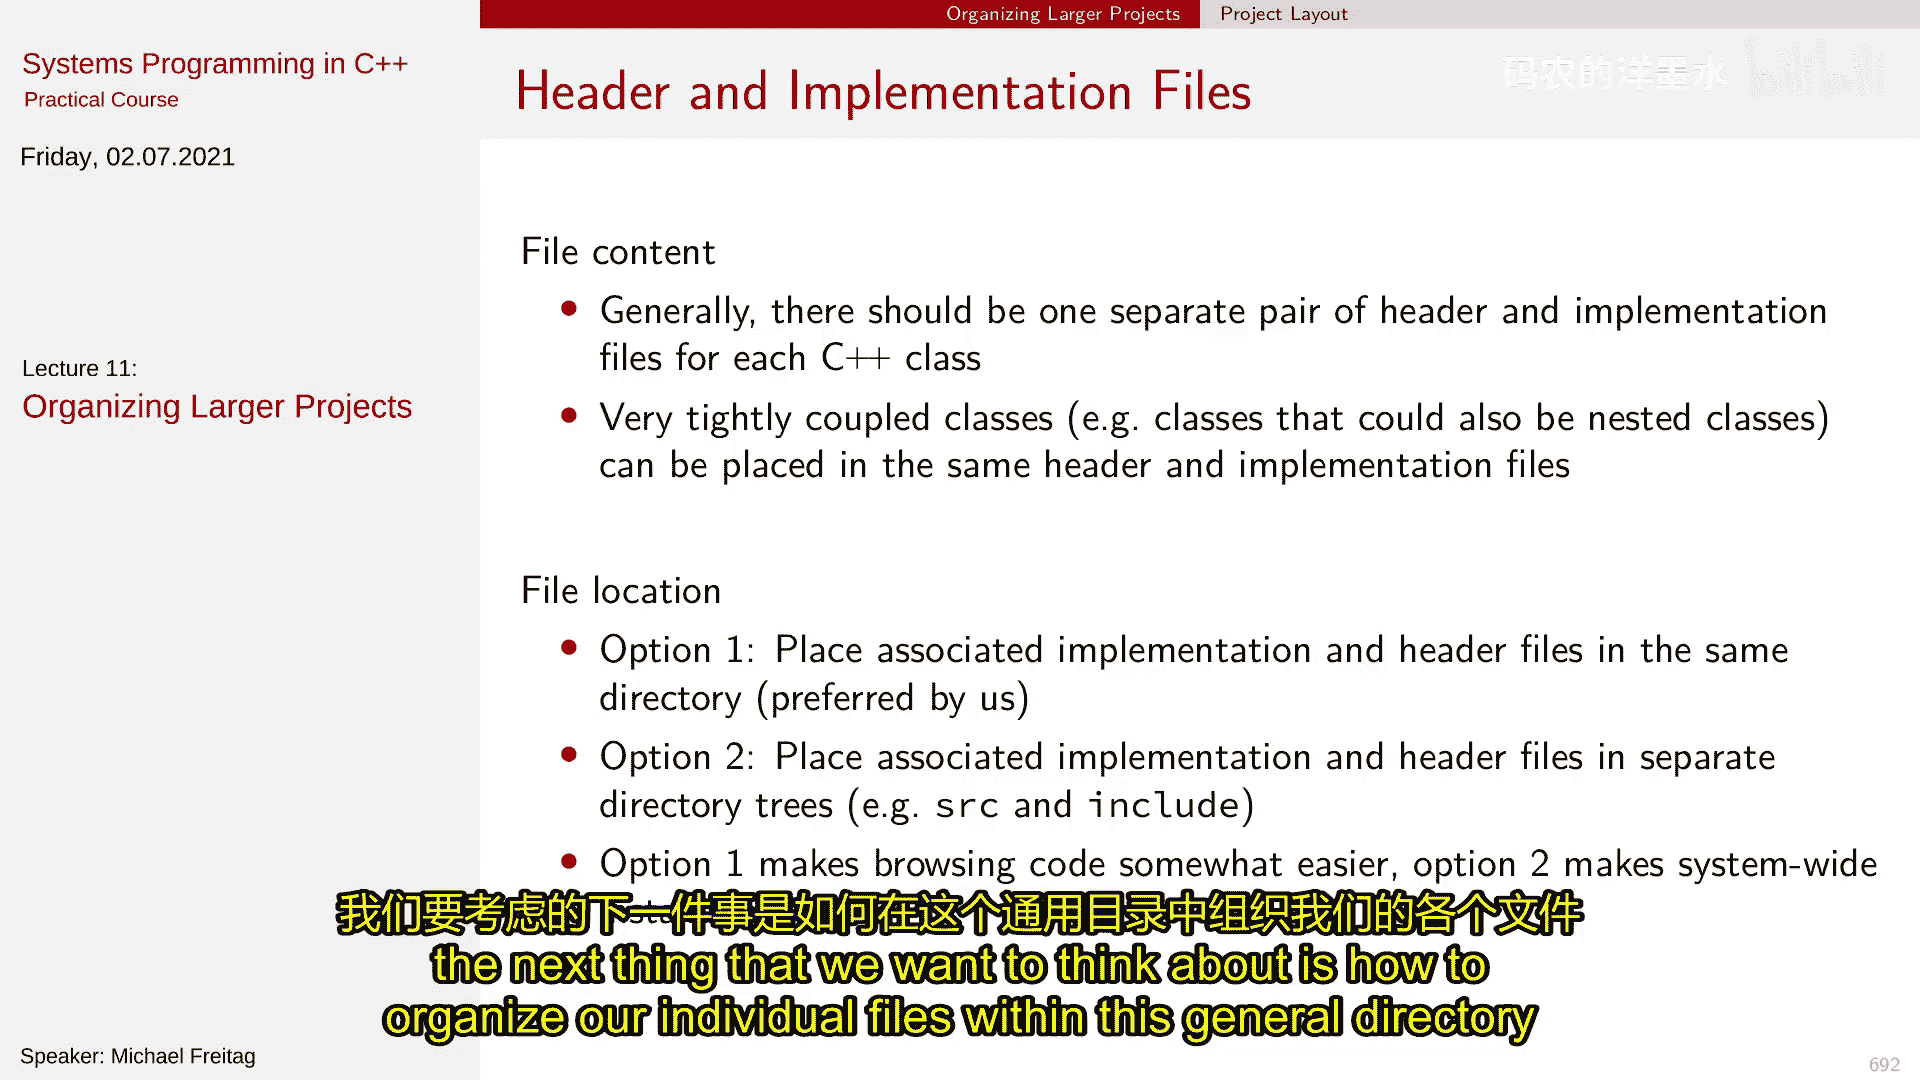 Organizing Larger Projects Project Layout
Systems Programming in C++
Practical Course
Friday, 02.07.2021
Lecture 11:
Organizing Larger Projects
Speaker: Michael Freitag
Header and Implementation Files
码农的洋墨水 bilibili
File content
• Generally, there should be one separate pair of header and implementation
files for each C++ class
• Very tightly coupled classes (e.g. classes that could also be nested classes)
can be placed in the same header and implementation files
File location
• Option 1: Place associated implementation and header files in the same
directory (preferred by us)
• Option 2: Place associated implementation and header files in separate
directory trees (e.g. src and include)
• Option 1 makes browsing code somewhat easier, option 2 makes system-wide
我们要考虑的下一件事是如何在这个通用目录中组织我们的各个文件
the next thing that we want to think about is how to
organize our individual files within this general directory
692